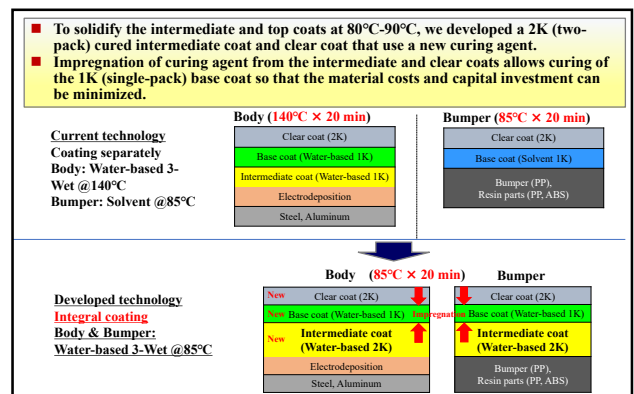 To solidify the intermediate and top coats at 80℃-90℃, we developed a 2K (two-
pack) cured intermediate coat and clear coat that use a new curing agent.
Impregnation of curing agent from the intermediate and clear coats allows curing of
the 1K (single-pack) base coat so that the material costs and capital investment can
be minimized.
Current technology
Coating separately
Body: Water-based 3-
Wet @140℃
Bumper: Solvent @85℃
Body (140℃ × 20 min)
Clear coat (2K)
Base coat (Water-based 1K)
Intermediate coat (Water-based 1K)
Electrodeposition
Steel, Aluminum
Bumper (85℃ × 20 min)
Clear coat (2K)
Base coat (Solvent 1K)
Bumper (PP),
Resin parts (PP, ABS)
Developed technology
Integral coating
Body & Bumper:
Water-based 3-Wet @85℃
Body (85℃ × 20 min) Bumper
New Clear coat (2K)
New Base coat (Water-based 1K)
New Intermediate coat
(Water-based 2K)
Electrodeposition
Steel, Aluminum
Impregnation
Clear coat (2K)
Base coat (Water-based 1K)
Intermediate coat
(Water-based 2K)
Bumper (PP),
Resin parts (PP, ABS)